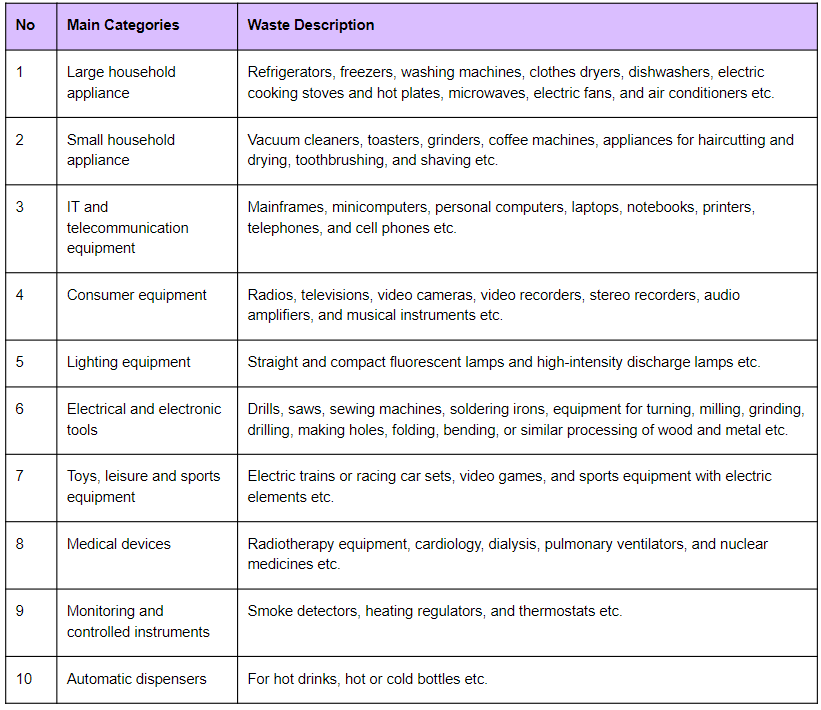 No Main Categories Waste Description
1 Large household Refrigerators, freezers, washing machines, clothes dryers, dishwashers, electric
appliance cooking stoves and hot plates, microwaves, electric fans, and air conditioners etc.
2 Small household Vacuum cleaners, toasters, grinders, coffee machines, appliances for haircutting and
appliance drying, toothbrushing, and shaving etc.
3 IT and Mainframes, minicomputers, personal computers, laptops, notebooks, printers,
telecommunication telephones, and cell phones etc.
equipment
4 Consumer equipment Radios, televisions, video cameras, video recorders, stereo recorders, audio
amplifiers, and musical instruments etc.
5 Lighting equipment Straight and compact fluorescent lamps and high-intensity discharge lamps etc.
6 Electrical and electronic Drills, saws, sewing machines, soldering irons, equipment for turning, milling, grinding,
tools drilling, making holes, folding, bending, or similar processing of wood and metal etc.
7 Toys, leisure and sports Electric trains or racing car sets, video games, and sports equipment with electric
equipment elements etc.
8 Medical devices Radiotherapy equipment, cardiology, dialysis, pulmonary ventilators, and nuclear
medicines etc.
9 Monitoring and Smoke detectors, heating regulators, and thermostats etc.
controlled instruments
10 Automatic dispensers For hot drinks, hot or cold bottles etc.